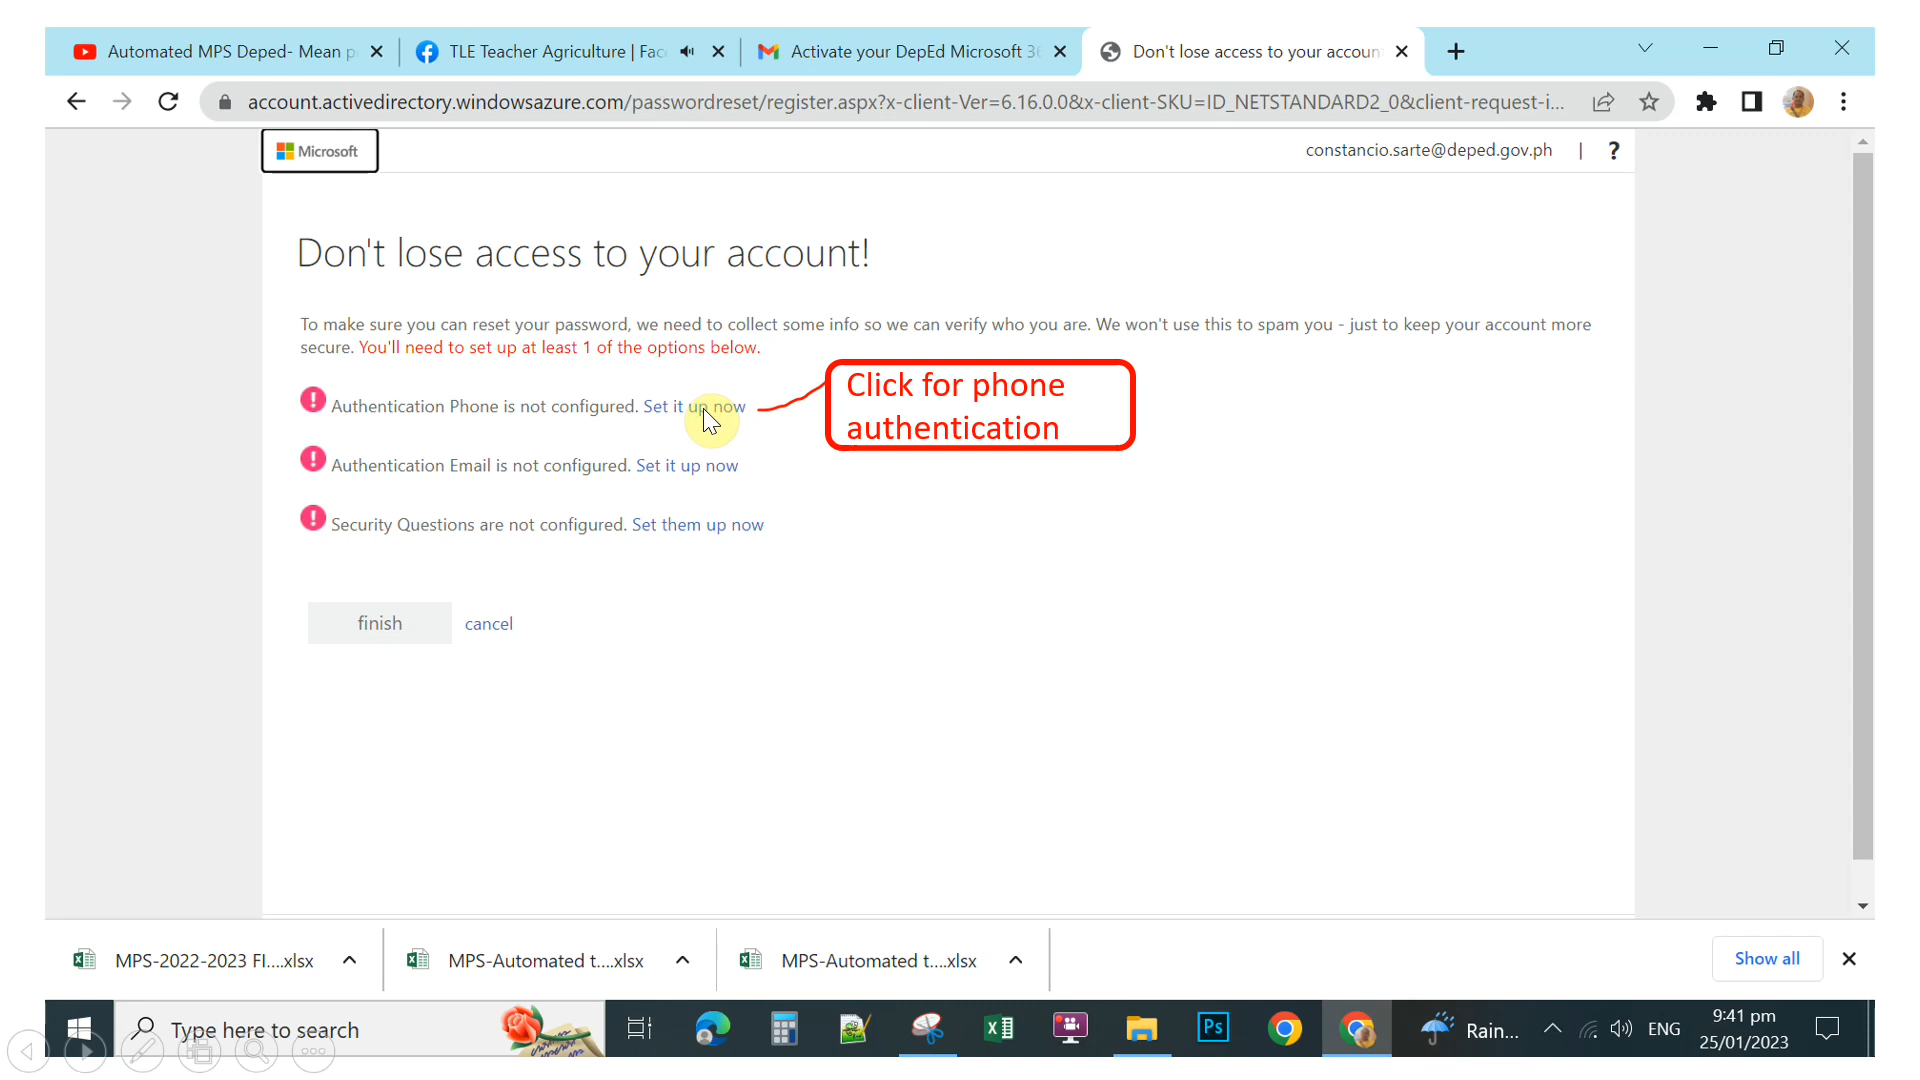 Automated MPS Deped- Mean p
TLE Teacher Agriculture | Fac
Activate your DepEd Microsoft 36
Don't lose access to your accoun
account.activedirectory.windowsazure.com/passwordreset/register.aspx?x-client-Ver=6.16.0.0&x-client-SKU=ID_NETSTANDARD2_0&client-request-i...
Microsoft
constancio.sarte@deped.gov.ph | ?
Don't lose access to your account!
To make sure you can reset your password, we need to collect some info so we can verify who you are. We won't use this to spam you - just to keep your account more
secure. You'll need to set up at least 1 of the options below.
Click for phone
authentication
Authentication Phone is not configured. Set it up now
Authentication Email is not configured. Set it up now
Security Questions are not configured. Set them up now
finish
cancel
MPS-2022-2023 FI....xlsx
MPS-Automated t....xlsx
MPS-Automated t....xlsx
Show all
Type here to search
Ps
Rain...
ENG
9:41 pm
25/01/2023